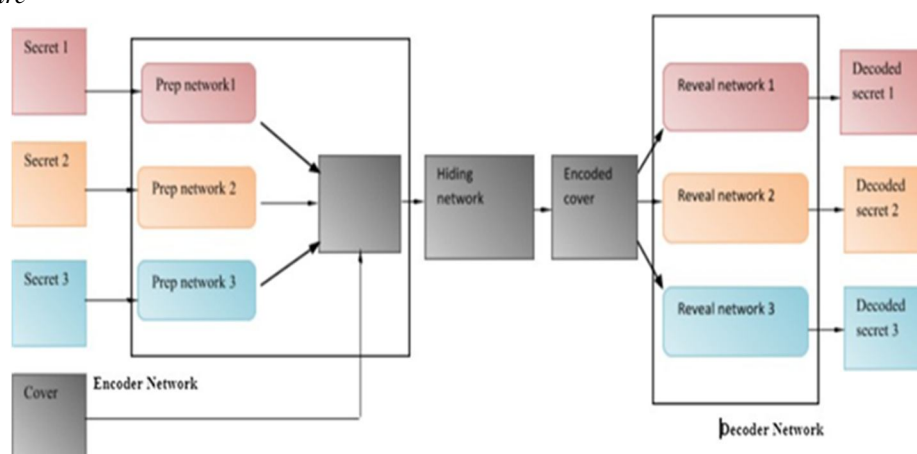 Secret 1
Prep network1
Secret 2
Prep network 2
Secret 3
Prep network 3
Cover
Encoder Network
Hiding
network
Encoded
cover
Reveal network 1
Reveal network 2
Reveal network 3
Decoded
secret 1
Decoded
secret 2
Decoded
secret 3
Decoder Network